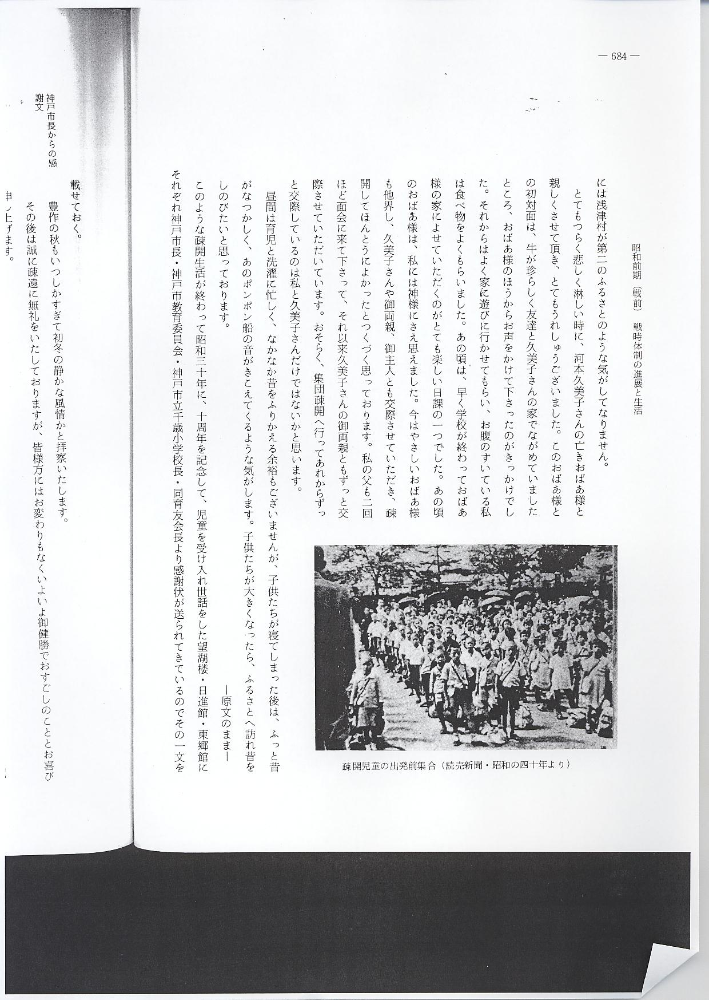 ― 684 ―
昭和前期(戦前) 戦時体制の進展と生活
には浅津村が第二のふるさとのような気がしてなりません。
とてもつらく悲しく淋しい時に、河本久美子さんの亡きおばあ様と
親しくさせて頂き、とてもうれしゅうございました。このおばあ様と
の初対面は、牛が珍らしく友達と久美子さんの家でながめていました
ところ、おばあ様のほうからお声をかけて下さったのがきっかけでし
た。それからはよく家に遊びに行かせてもらい、お腹のすいている私
は食べ物をよくもらいました。あの頃は、早く学校が終わっておばあ
様の家によせていただくのがとても楽しい日課の一つでした。あの頃
のおばあ様は、私には神様にさえ思えました。今はやさしいおばあ様
も他界し、久美子さんや御両親、御主人とも交際させていただき、疎
開してほんとうによかったとつくづく思っております。私の父も二回
ほど面会に来て下さって、それ以来久美子さんの御両親ともずっと交
際させていただいています。おそらく、集団疎開へ行ってあれからずっ
と交際しているのは私と久美子さんだけではないかと思います。
昼間は育児と洗濯に忙しく、なかなか昔をふりかえる余裕もございませんが、子供たちが寝てしまった後は、ふっと昔
がなつかしく、あのポンポン船の音がきこえてくるような気がします。子供たちが大きくなったら、ふるさとへ訪れ昔を
しのびたいと思っております。 ―原文のまま―
このような疎開生活が終わって昭和三十年に、十周年を記念して、児童を受け入れ世話をした望湖楼・日進館・東郷館に
それぞれ神戸市長・神戸市教育委員会・神戸市立千歳小学校長・同育友会長より感謝状が送られてきているのでその一文を
疎開児童の出発前集合(読売新聞・昭和の四十年より)
載せておく。
神戸市長からの感
謝文
豊作の秋もいつしかすぎて初冬の静かな風情かと拝察いたします。
その後は誠に疎遠に無礼をいたしておりますが、皆様方にはお変わりもなくいよいよ御健勝でおすごしのこととお喜び
申し上げます。